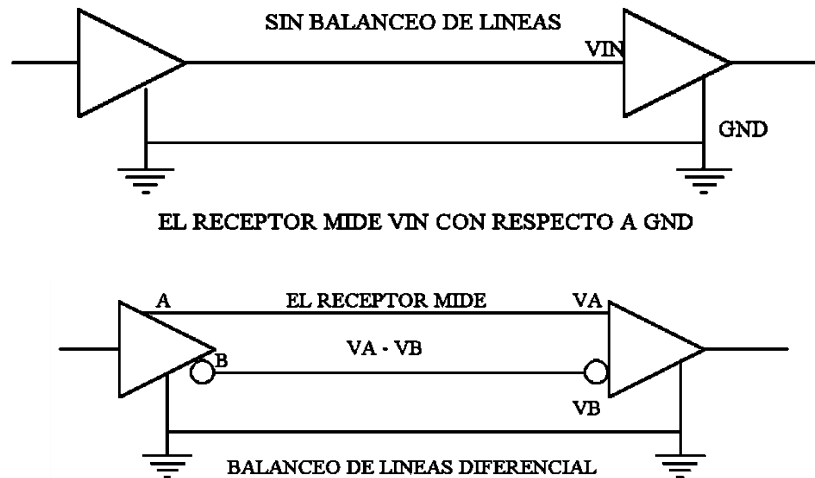 SIN BALANCEO DE LINEAS
VIN
GND
EL RECEPTOR MIDE VIN CON RESPECTO A GND
A
EL RECEPTOR MIDE
VA
VA - VB
B
VB
BALANCEO DE LINEAS DIFERENCIAL